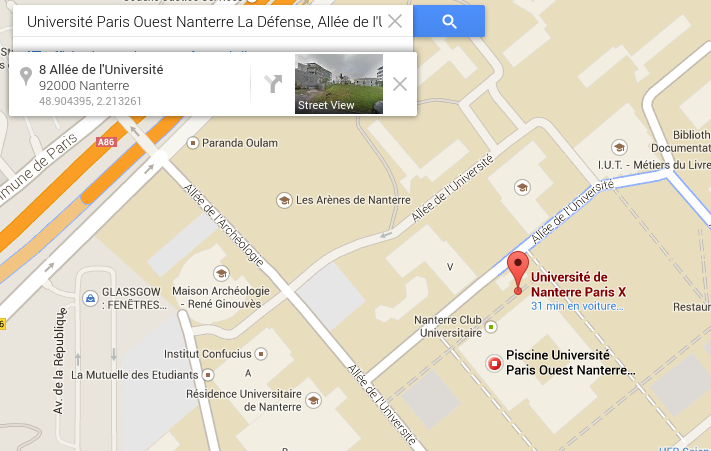 Université Paris Ouest Nanterre La Défense, Allée de l'U
8 Allée de l'Université
92000 Nanterre
48.904395, 2.213261
Street View
mmune de Paris
A86
Paranda Oulam
Biblioth
Documentat
I.U.T. - Métiers du Livre
Allée de l'Université
Allée de l'Université
Les Arènes de Nanterre
Allée de l'Archéologie
V
Université de
Nanterre Paris X
31 min en voiture...
Maison Archéologie
- René Ginouvès
GLASSGOW
: FENÊTRES...
Restaur
Nanterre Club
Universitaire
Av. de la République
Institut Confucius
Piscine Université
Paris Ouest Nanterre...
La Mutuelle des Etudiants
A
Allée de l'Université
Résidence Universitaire
de Nanterre